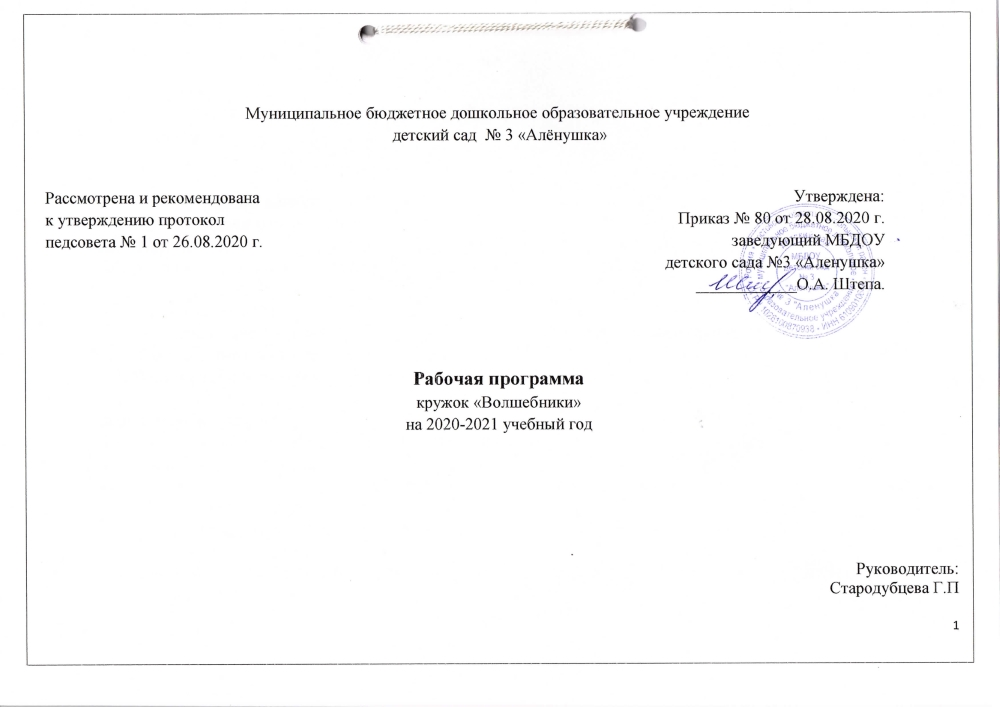 Муниципальное бюджетное дошкольное образовательное учреждение
детский сад № 3 «Алёнушка»
Рассмотрена и рекомендована
к утверждению протокол
педсовета № 1 от 26.08.2020 г.
Утверждена:
Приказ № 80 от 28.08.2020 г.
заведующий МБДОУ
детского сада №3 «Аленушка»
О.А. Штепа.
МБДОУ
Рабочая программа
кружок «Волшебники»
на 2020-2021 учебный год
Руководитель:
Стародубцева Г.П
1